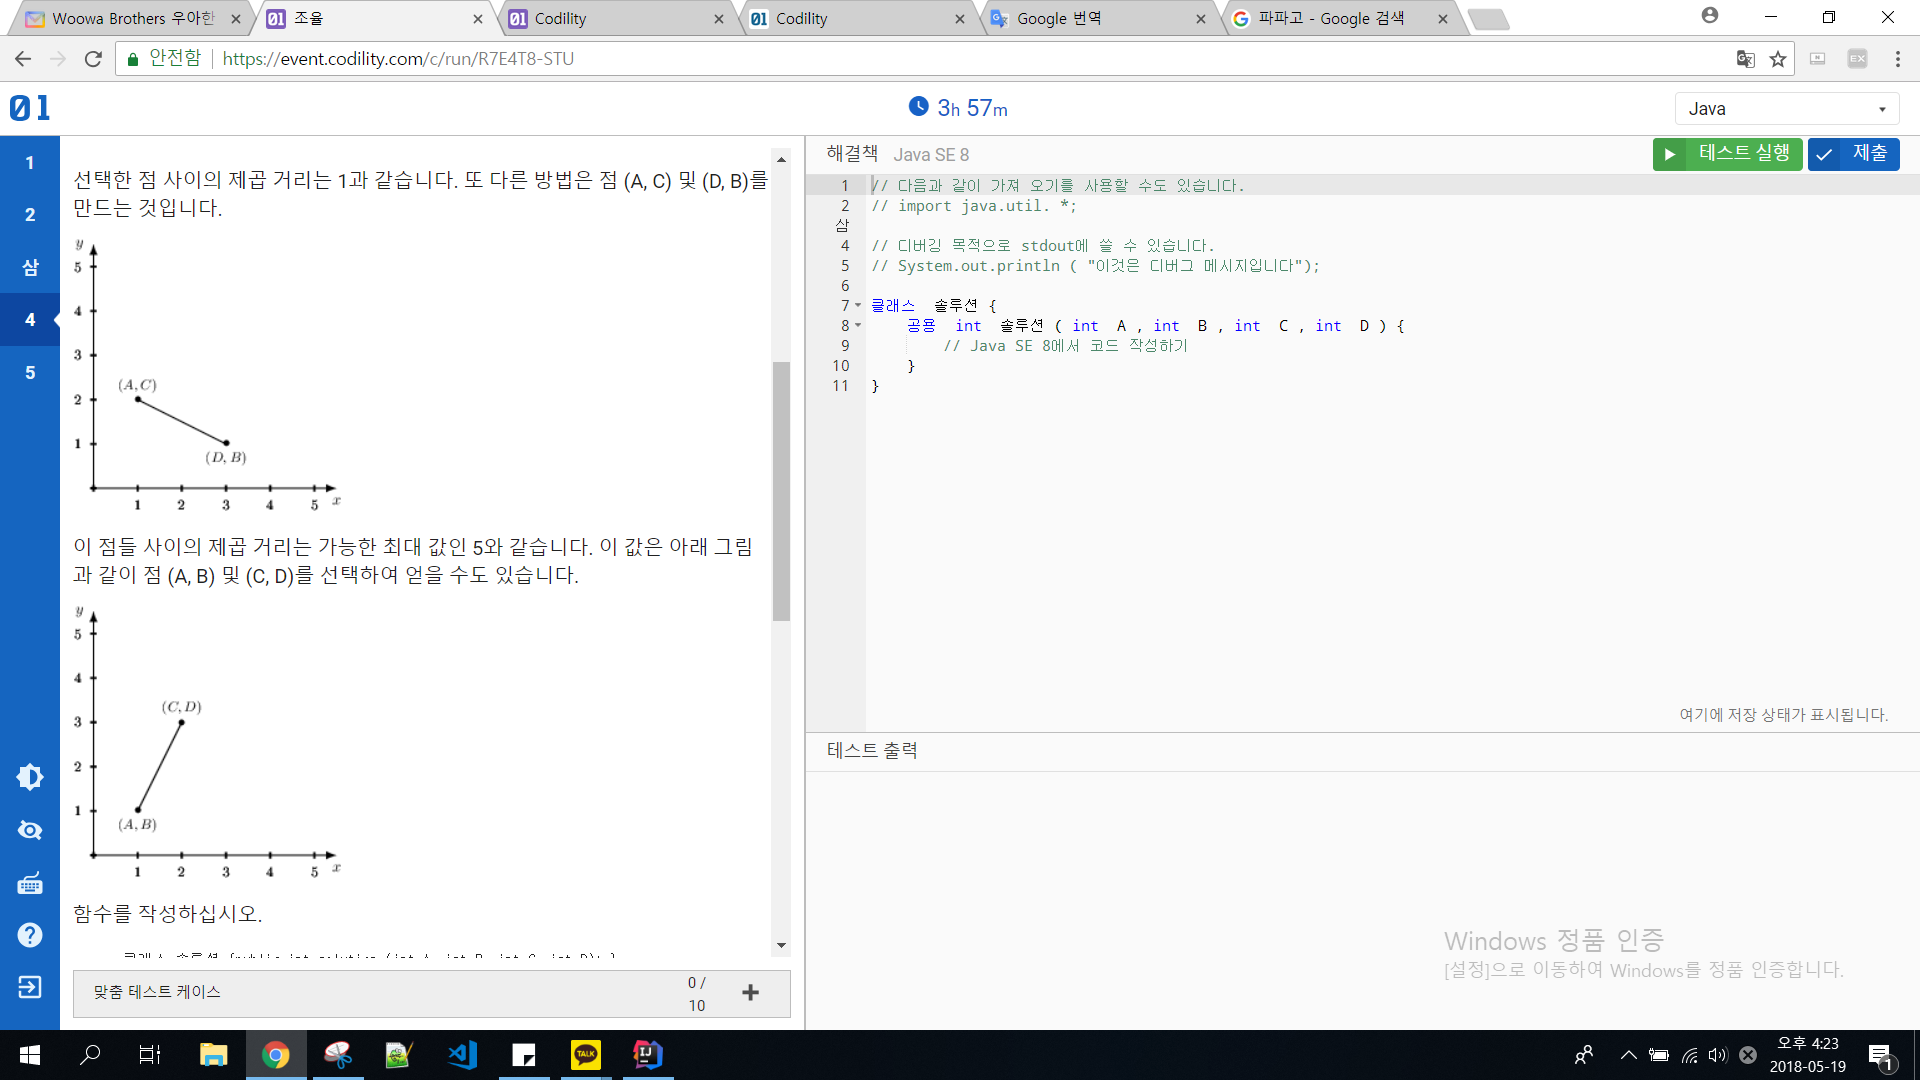 Woowa Brothers 우아한
조율
Codility
Codility
Google 번역
파파고 - Google 검색
안전함
https://event.codility.com/c/run/R7E4T8-STU
01
3h 57m
Java
1
2
삼
4
5
선택한 점 사이의 제곱 거리는 1과 같습니다. 또 다른 방법은 점 (A, C) 및 (D, B)를
만드는 것입니다.
y
5
4
3
(A, C)
2
1
(D, B)
1 2 3 4 5 x
이 점들 사이의 제곱 거리는 가능한 최대 값인 5와 같습니다. 이 값은 아래 그림
과 같이 점 (A, B) 및 (C, D)를 선택하여 얻을 수도 있습니다.
y
5
4
(C, D)
3
2
1
(A, B)
1 2 3 4 5 x
함수를 작성하십시오.
맞춤 테스트 케이스
0 /
10
해결책 Java SE 8
테스트 실행
제출
1 // 다음과 같이 가져 오기를 사용할 수도 있습니다.
2 // import java.util. *;
삼
4 // 디버깅 목적으로 stdout에 쓸 수 있습니다.
5 // System.out.println ( "이것은 디버그 메시지입니다");
6
7 클래스 솔루션 {
8 공용 int 솔루션 ( int A , int B , int C , int D ) {
9 // Java SE 8에서 코드 작성하기
10 }
11 }
여기에 저장 상태가 표시됩니다.
테스트 출력
Windows 정품 인증
[설정]으로 이동하여 Windows를 정품 인증합니다.
TALK
IJ
오후 4:23
2018-05-19
1